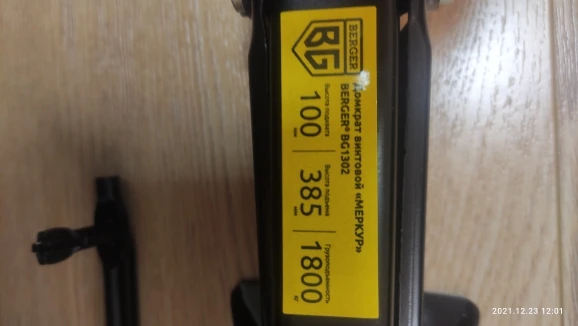 BERGER
BG
Домкрат винтовой «МЕРКУР»
BERGER® BG1302
Высота подхвата
100
мм
Высота подъема
385
мм
Грузоподъемность
1800
кг
2021.12.23 12:01